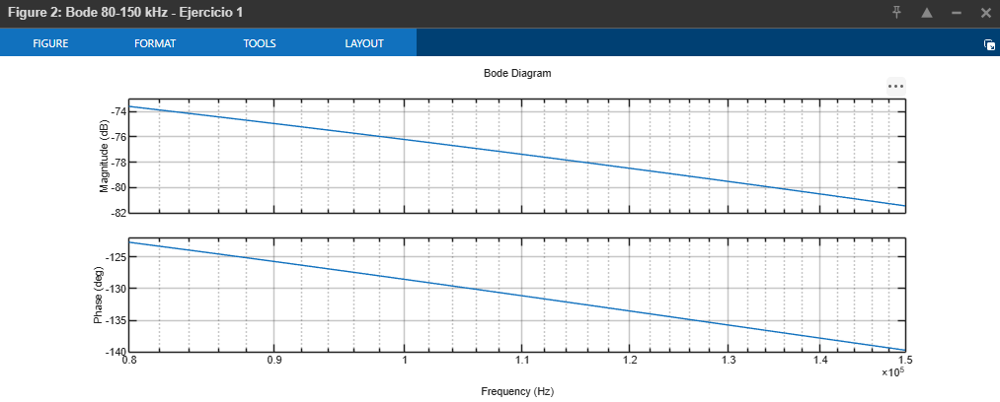 Figure 2: Bode 80-150 kHz - Ejercicio 1
FIGURE FORMAT TOOLS LAYOUT
Bode Diagram
Magnitude (dB)
-74
-76
-78
-80
-82
Phase (deg)
-125
-130
-135
-140
0.8 0.9 1 1.1 1.2 1.3 1.4 1.5
×10⁵
Frequency (Hz)